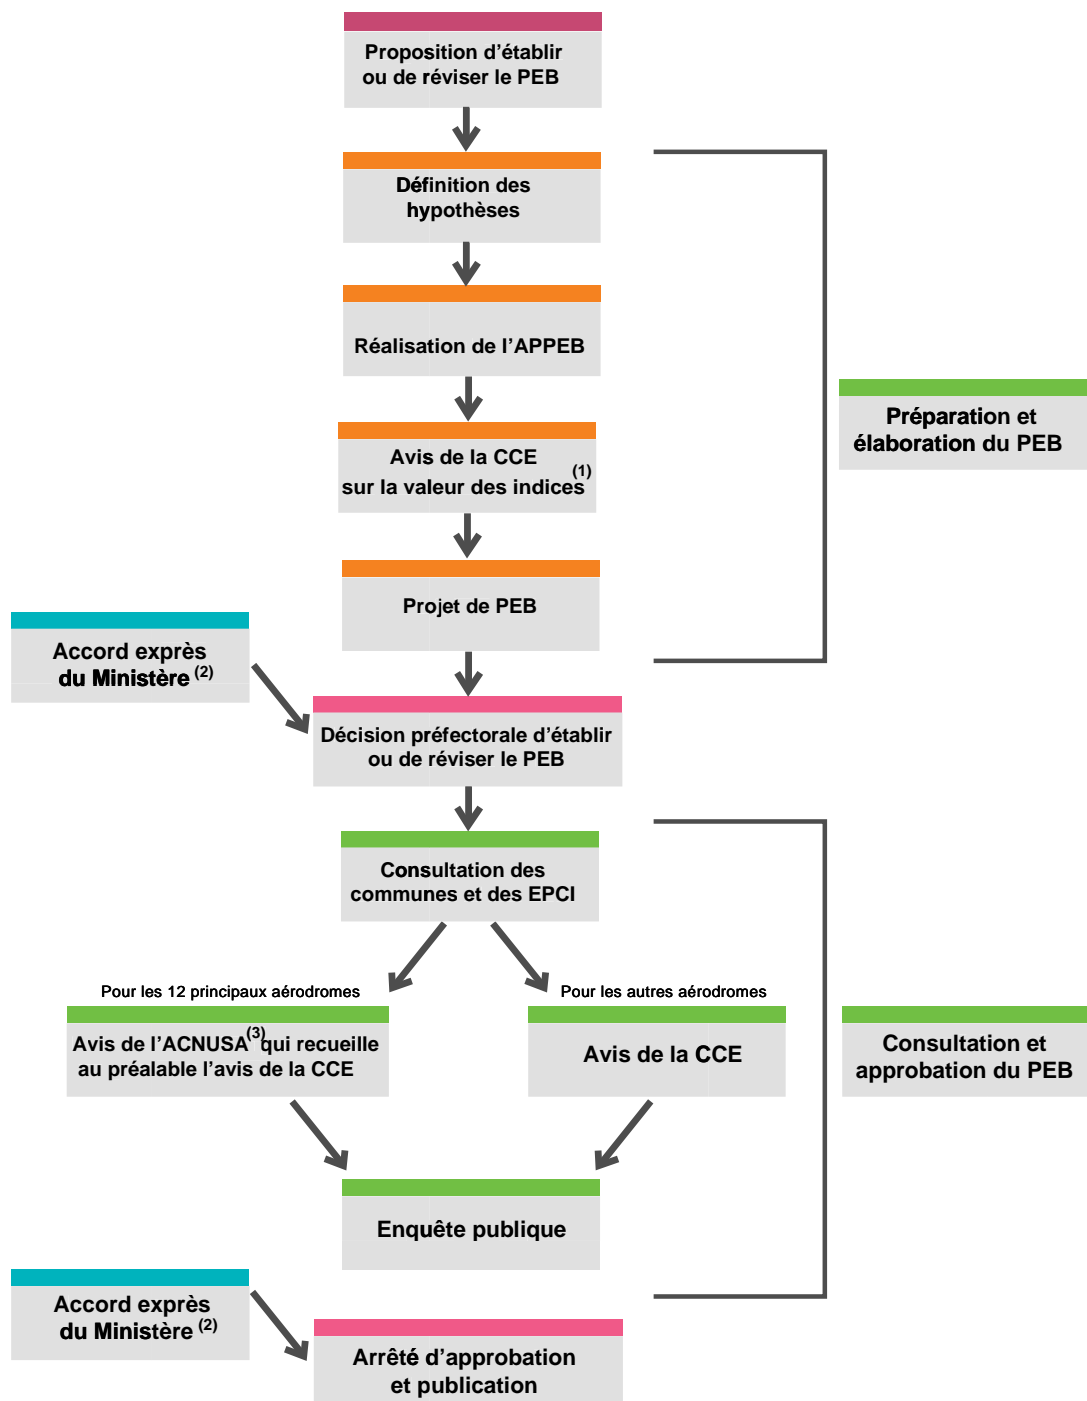 Proposition d’établir
ou de réviser le PEB
Définition des
hypothèses
Réalisation de l’APPEB
Avis de la CCE
sur la valeur des indices (1)
Préparation et
élaboration du PEB
Projet de PEB
Accord exprès
du Ministère (2)
Décision préfectorale d’établir
ou de réviser le PEB
Consultation des
communes et des EPCI
Pour les 12 principaux aérodromes
Avis de l’ACNUSA (3) qui recueille
au préalable l’avis de la CCE
Pour les autres aérodromes
Avis de la CCE
Consultation et
approbation du PEB
Enquête publique
Accord exprès
du Ministère (2)
Arrêté d’approbation
et publication